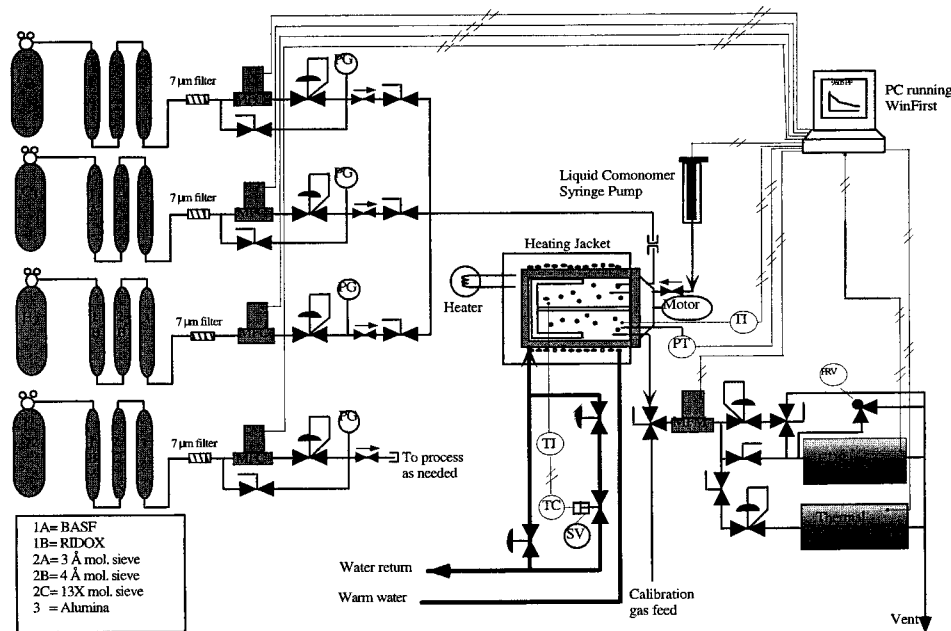 7 µm filter
PG
7 µm filter
PG
7 µm filter
PG
7 µm filter
PG
To process
as needed
PC running
WinFirst
Liquid Comonomer
Syringe Pump
Heating Jacket
Heater
Motor
TI
PT
TI
TC
SV
Water return
Warm water
Calibration
gas feed
PRV
Thermal
Vent
1A= BASF
1B= RIDOX
2A= 3 Å mol. sieve
2B= 4 Å mol. sieve
2C= 13X mol. sieve
3 = Alumina